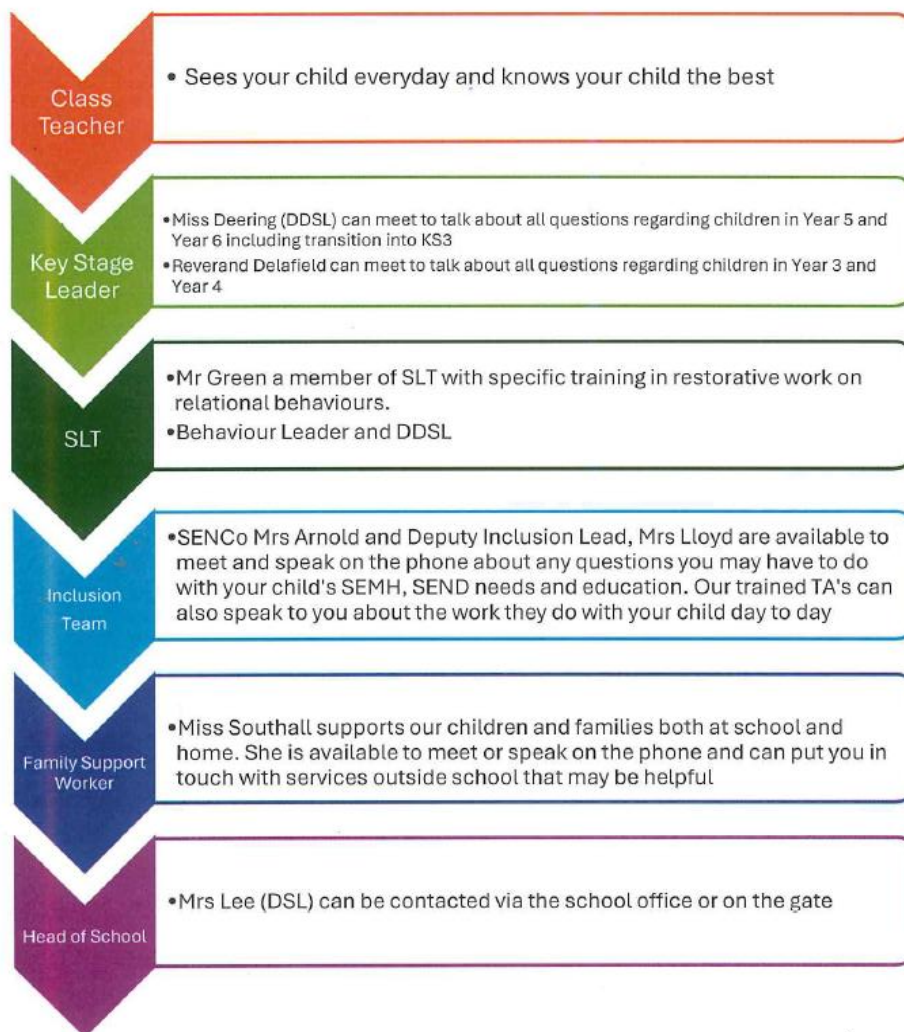 Class
Teacher
• Sees your child everyday and knows your child the best
Key Stage
Leader
•Miss Deering (DDSL) can meet to talk about all questions regarding children in Year 5 and
Year 6 including transition into KS3
•Reverand Delafield can meet to talk about all questions regarding children in Year 3 and
Year 4
SLT
•Mr Green a member of SLT with specific training in restorative work on
relational behaviours.
•Behaviour Leader and DDSL
Inclusion
Team
•SENCo Mrs Arnold and Deputy Inclusion Lead, Mrs Lloyd are available to
meet and speak on the phone about any questions you may have to do
with your child's SEMH, SEND needs and education. Our trained TA's can
also speak to you about the work they do with your child day to day
Family Support
Worker
•Miss Southall supports our children and families both at school and
home. She is available to meet or speak on the phone and can put you in
touch with services outside school that may be helpful
Head of School
•Mrs Lee (DSL) can be contacted via the school office or on the gate